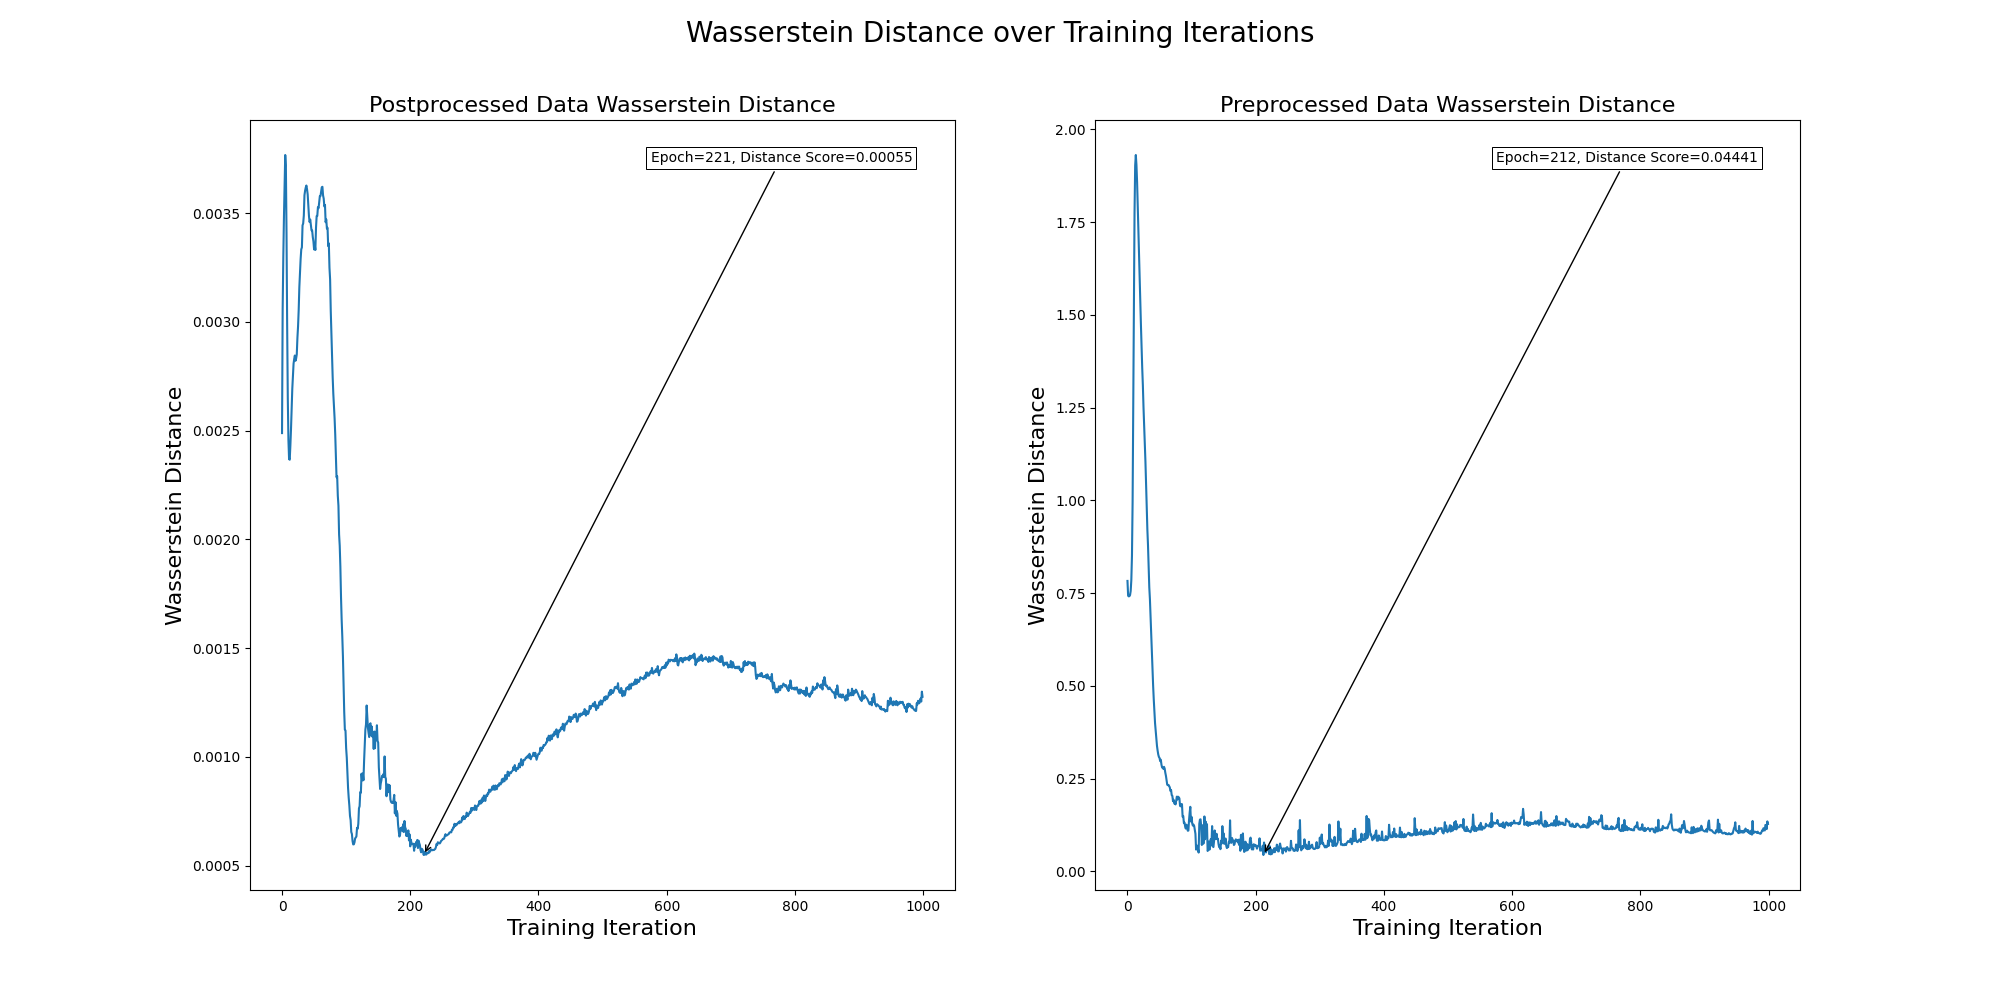 Wasserstein Distance over Training Iterations
Postprocessed Data Wasserstein Distance
Epoch=221, Distance Score=0.00055
Wasserstein Distance
0.0035
0.0030
0.0025
0.0020
0.0015
0.0010
0.0005
0 200 400 600 800 1000
Training Iteration
Preprocessed Data Wasserstein Distance
Epoch=212, Distance Score=0.04441
Wasserstein Distance
2.00
1.75
1.50
1.25
1.00
0.75
0.50
0.25
0.00
0 200 400 600 800 1000
Training Iteration